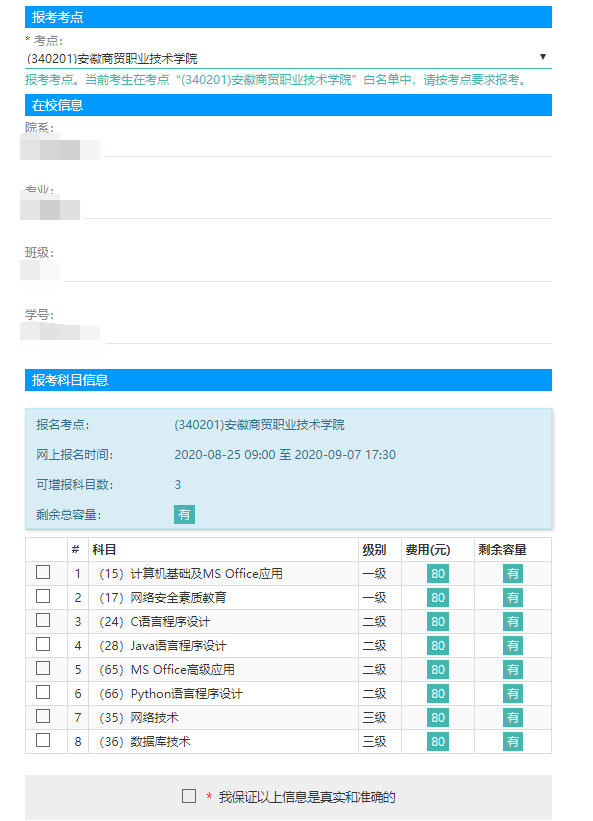 报考考点
* 考点：
(340201)安徽商贸职业技术学院
报考考点。当前考生在考点“(340201)安徽商贸职业技术学院”白名单中，请按考点要求报考。
在校信息
院系：
专业：
班级：
学号：
报考科目信息
报名考点： (340201)安徽商贸职业技术学院
网上报名时间： 2020-08-25 09:00 至 2020-09-07 17:30
可增报科目数： 3
剩余总容量： 有
# 科目 级别 费用(元) 剩余容量
1 （15）计算机基础及MS Office应用 一级 80 有
2 （17）网络安全素质教育 一级 80 有
3 （24）C语言程序设计 二级 80 有
4 （28）Java语言程序设计 二级 80 有
5 （65）MS Office高级应用 二级 80 有
6 （66）Python语言程序设计 二级 80 有
7 （35）网络技术 三级 80 有
8 （36）数据库技术 三级 80 有
* 我保证以上信息是真实和准确的